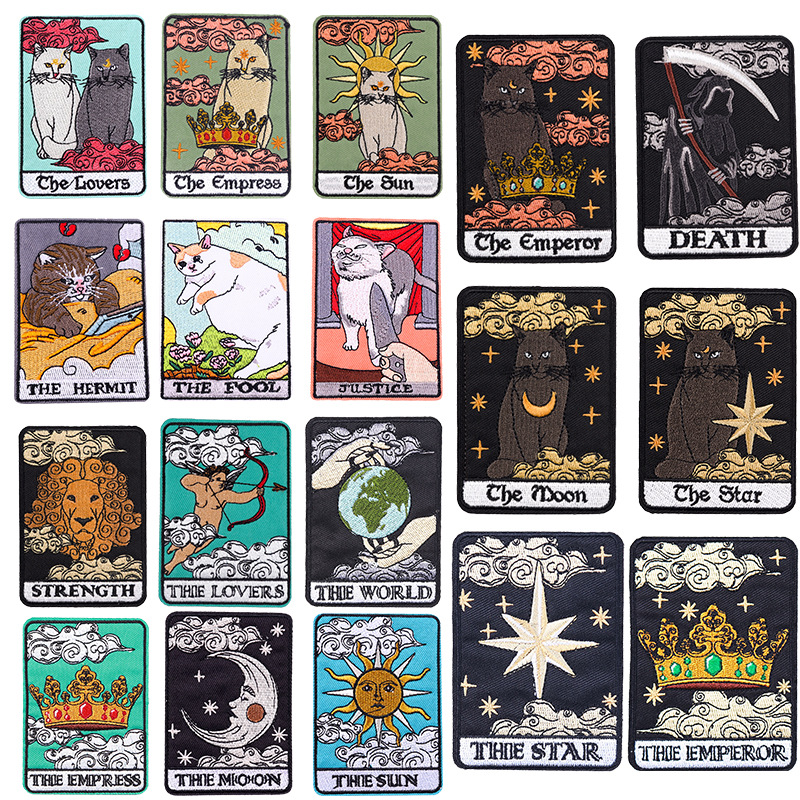 The Lovers
The Empress
The Sun
The Emperor
DEATH
THE HERMIT
THE FOOL
JUSTICE
The Moon
The Star
STRENGTH
THE LOVERS
THE WORLD
THE STAR
THE EMPEROR
THE EMPRESS
THE MOON
THE SUN